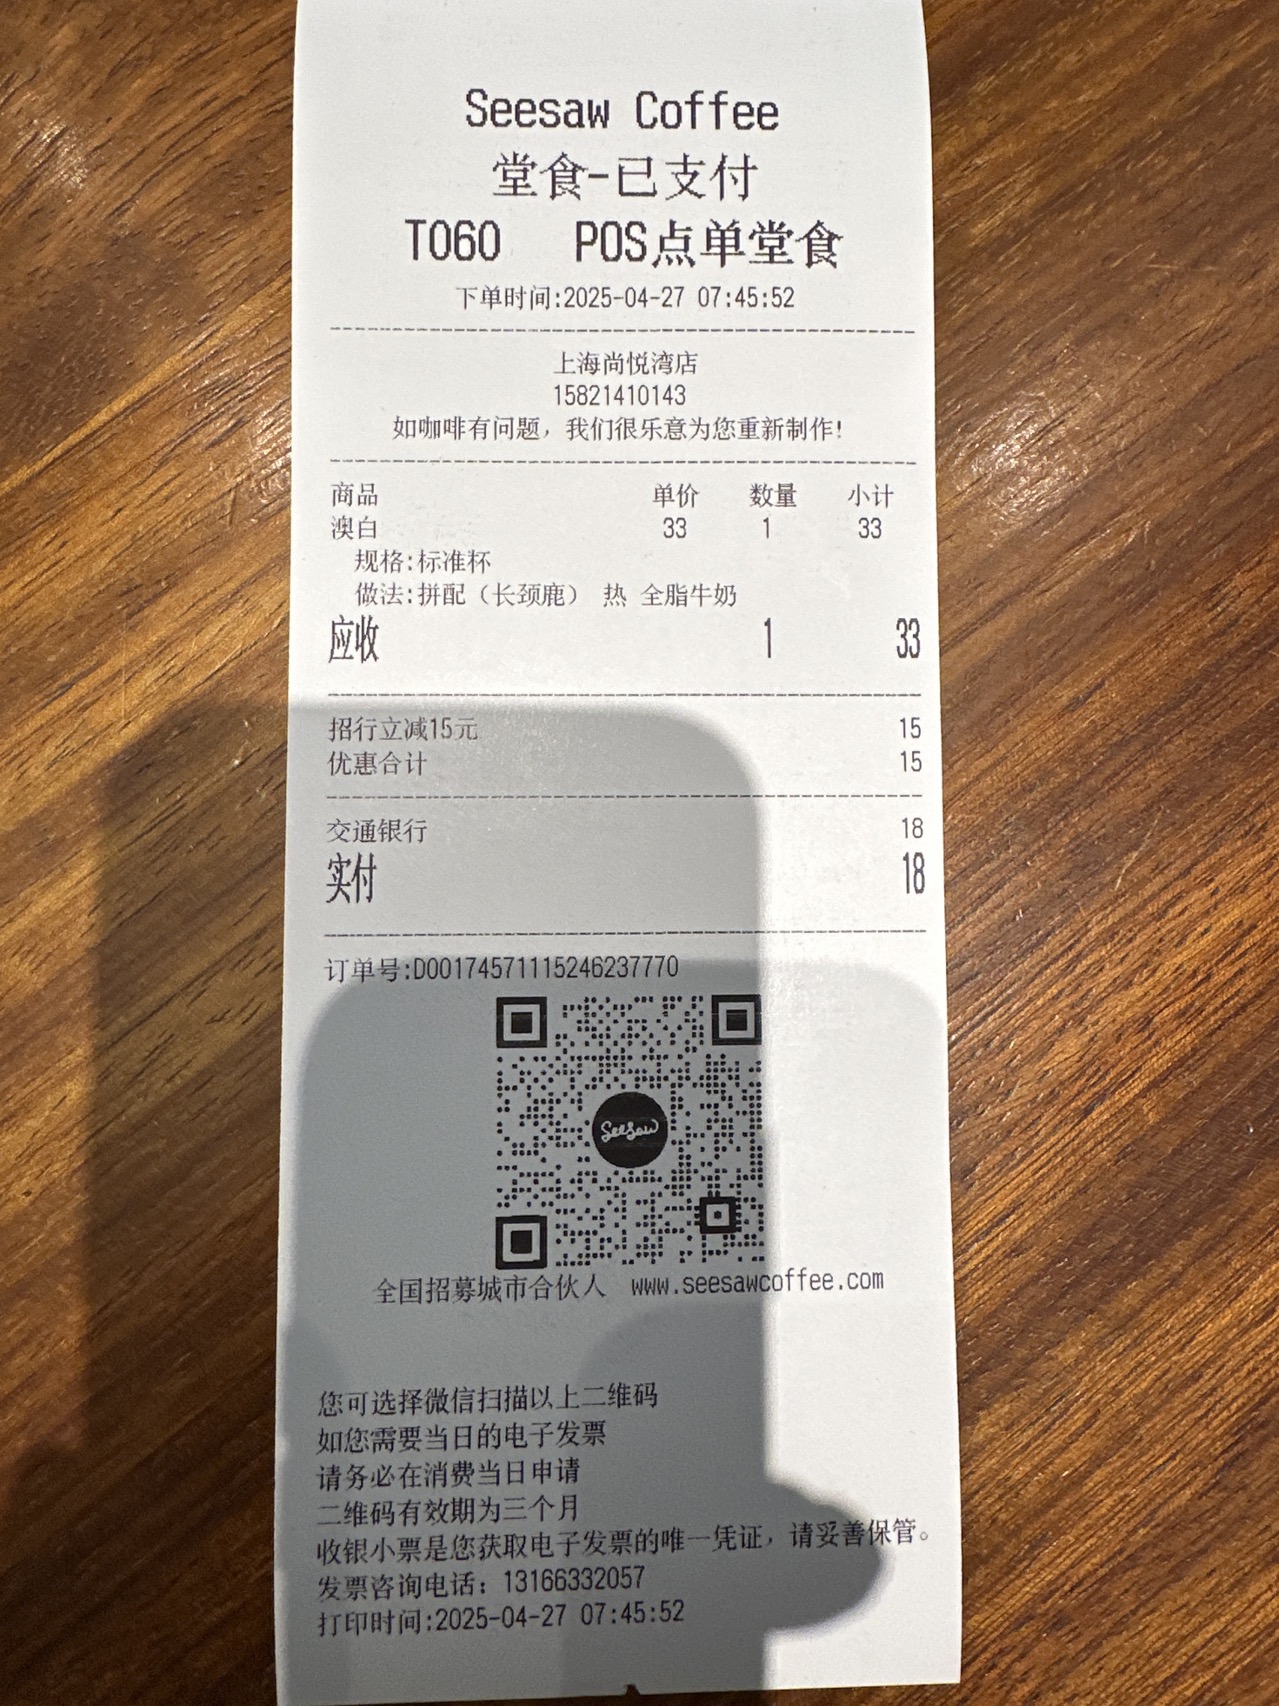 Seesaw Coffee
堂食-已支付
T060 POS点单堂食
下单时间:2025-04-27 07:45:52
上海尚悦湾店
15821410143
如咖啡有问题，我们很乐意为您重新制作!
商品 单价 数量 小计
澳白 33 1 33
规格:标准杯
做法:拼配（长颈鹿） 热 全脂牛奶
应收 1 33
招行立减15元 15
优惠合计 15
交通银行 18
实付 18
订单号:D001745711115246237770
Seesaw
全国招募城市合伙人 www.seesawcoffee.com
您可选择微信扫描以上二维码
如您需要当日的电子发票
请务必在消费当日申请
二维码有效期为三个月
收银小票是您获取电子发票的唯一凭证，请妥善保管。
发票咨询电话：13166332057
打印时间:2025-04-27 07:45:52